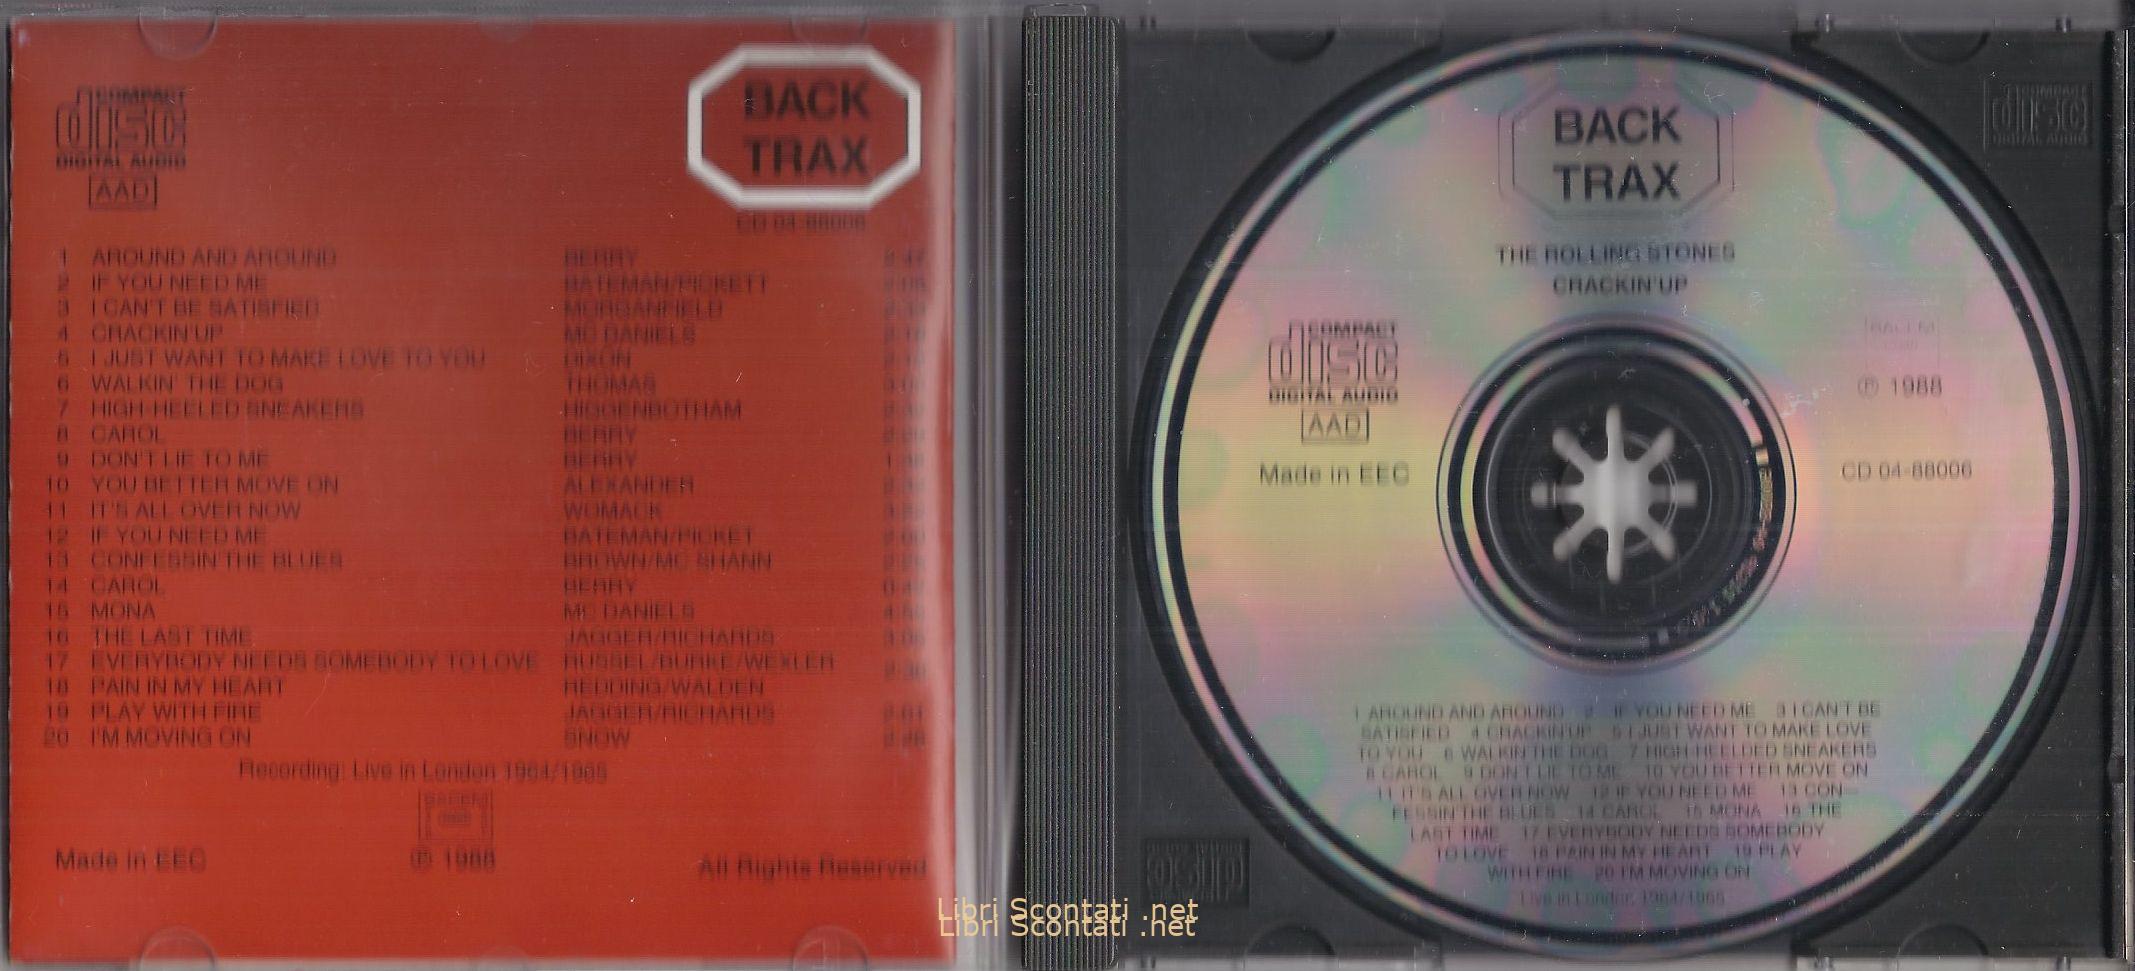 COMPACT
disc
DIGITAL AUDIO
AAD
BACK
TRAX
CD 04-88006
1 AROUND AND AROUND BERRY 2:47
2 IF YOU NEED ME BATEMAN/PICKETT
3 I CAN'T BE SATISFIED MORGANFIELD
4 CRACKIN'UP MC DANIELS
5 I JUST WANT TO MAKE LOVE TO YOU DIXON
6 WALKIN' THE DOG THOMAS
7 HIGH-HEELED SNEAKERS HIGGENBOTHAM
8 CAROL BERRY
9 DON'T LIE TO ME BERRY
10 YOU BETTER MOVE ON ALEXANDER
11 IT'S ALL OVER NOW WOMACK
12 IF YOU NEED ME BATEMAN/PICKET
13 CONFESSIN'THE BLUES BROWN/MC SHANN
14 CAROL BERRY
15 MONA MC DANIELS
16 THE LAST TIME JAGGER/RICHARDS
17 EVERYBODY NEEDS SOMEBODY TO LOVE RUSSEL/BURKE/WEXLER
18 PAIN IN MY HEART REDDING/WALDEN
19 PLAY WITH FIRE JAGGER/RICHARDS
20 I'M MOVING ON SNOW
Recording: Live in London 1964/1965
Made in EEC
℗ 1988
All Rights Reserved
BACK
TRAX
THE ROLLING STONES
CRACKIN'UP
COMPACT
disc
DIGITAL AUDIO
AAD
Made in EEC
℗ 1988
CD 04-88006
1 AROUND AND AROUND 2 IF YOU NEED ME 3 I CAN'T BE
SATISFIED 4 CRACKIN'UP 5 I JUST WANT TO MAKE LOVE
TO YOU 6 WALKIN'THE DOG 7 HIGH-HEELDED SNEAKERS
8 CAROL 9 DON'T LIE TO ME 10 YOU BETTER MOVE ON
11 IT'S ALL OVER NOW 12 IF YOU NEED ME 13 CON—
FESSIN'THE BLUES 14 CAROL 15 MONA 16 THE
LAST TIME 17 EVERYBODY NEEDS SOMEBODY
TO LOVE 18 PAIN IN MY HEART 19 PLAY
WITH FIRE 20 I'M MOVING ON
Live in London 1964/1965
COMPACT
disc
DIGITAL AUDIO
disc
Libri Scontati .net
Libri Scontati .net